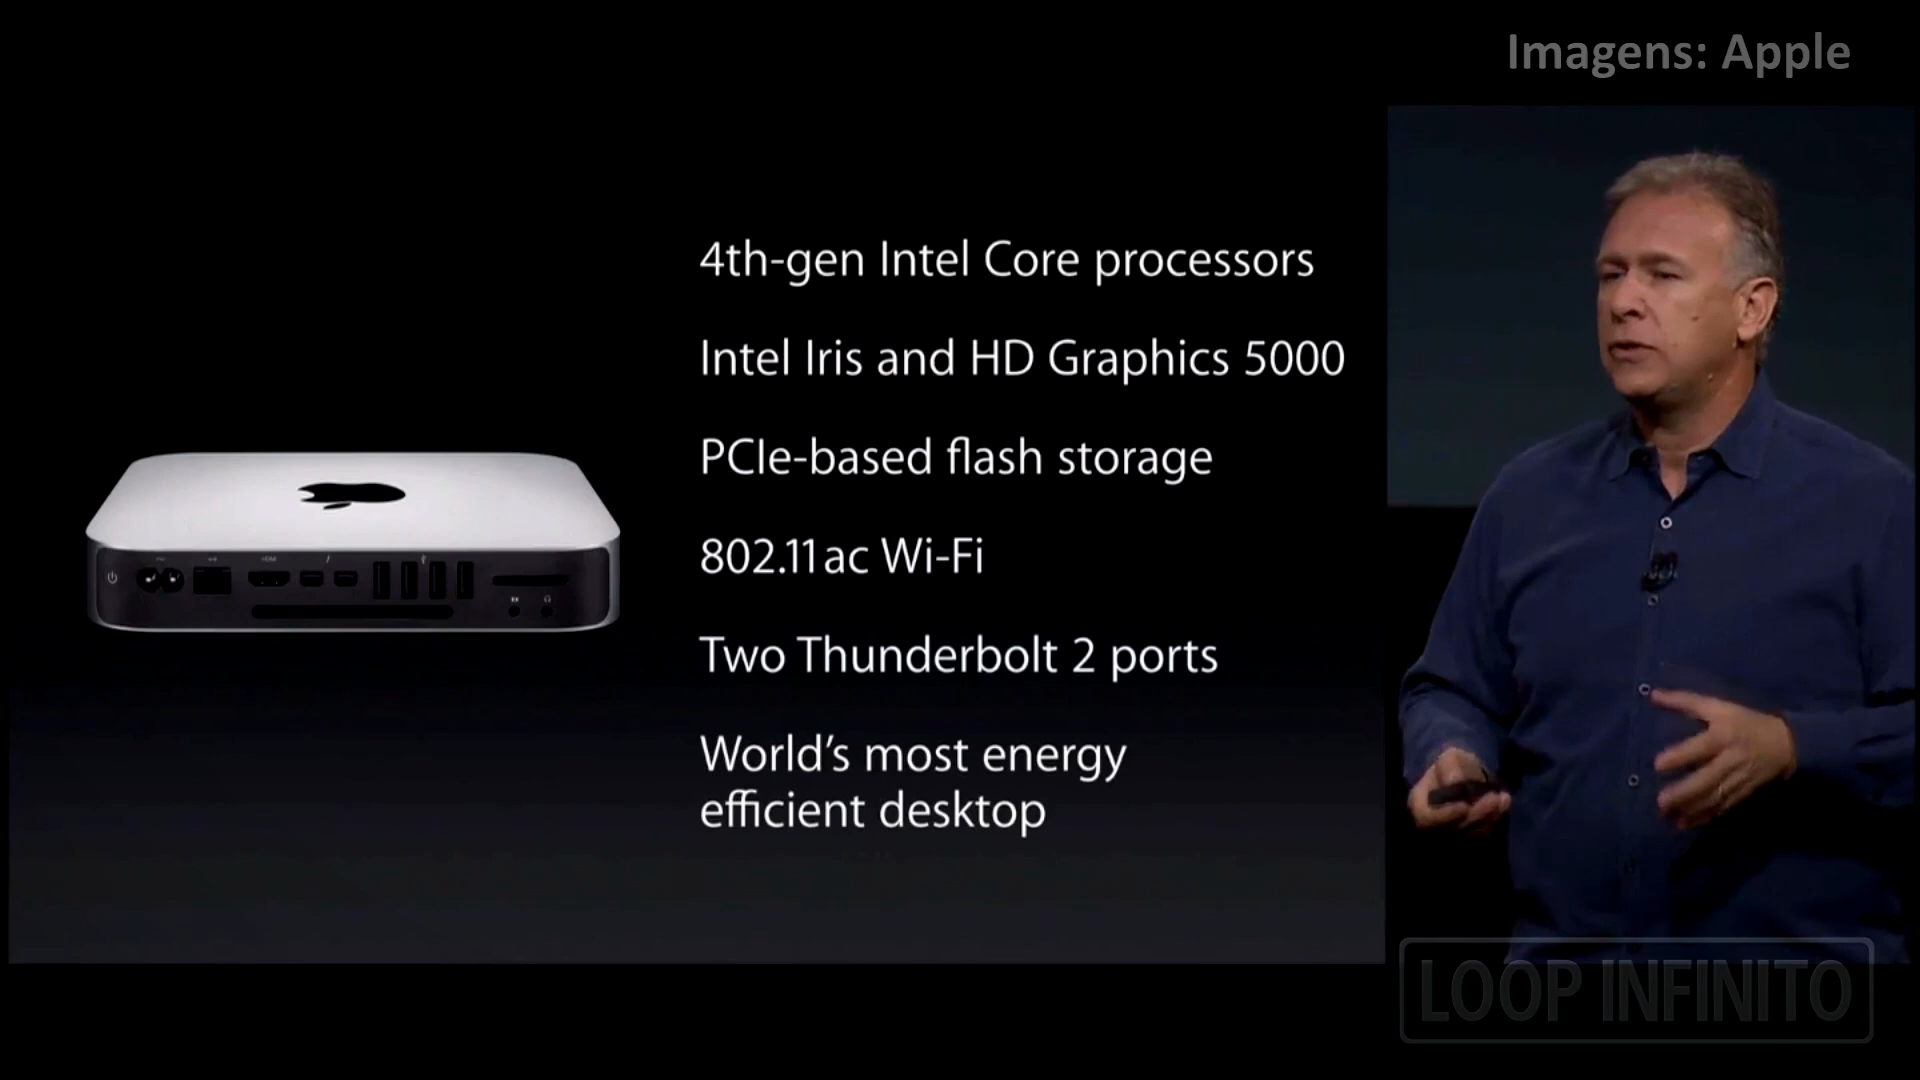 Imagens: Apple
4th-gen Intel Core processors
Intel Iris and HD Graphics 5000
PCIe-based flash storage
802.11ac Wi-Fi
Two Thunderbolt 2 ports
World’s most energy
efficient desktop
LOOP INFINITO